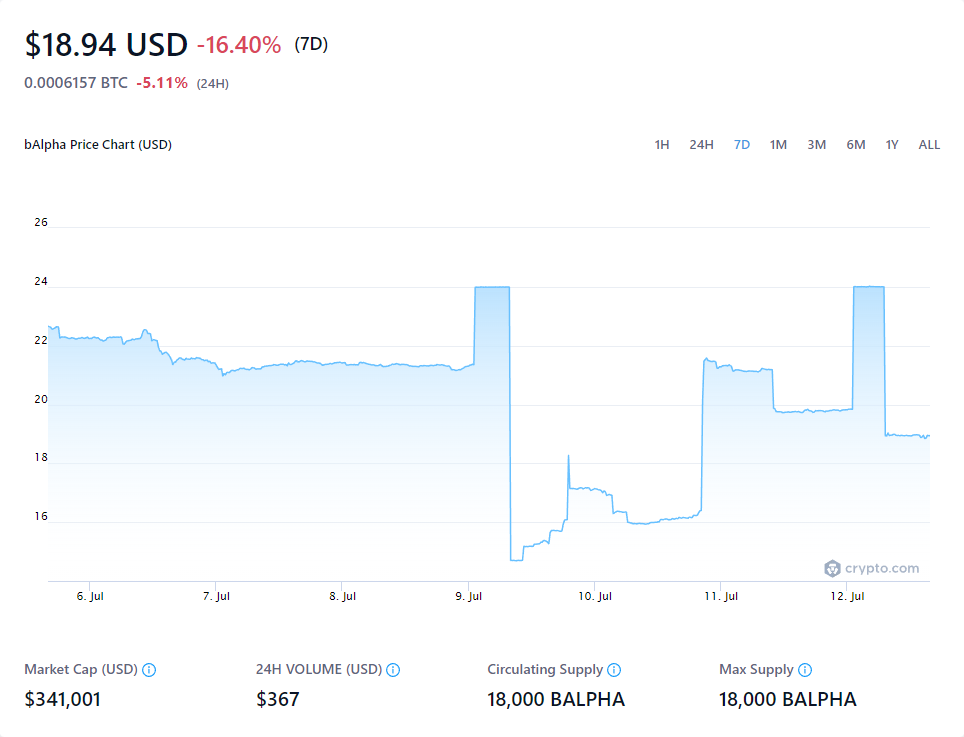 $18.94 USD -16.40% (7D)
0.0006157 BTC -5.11% (24H)
bAlpha Price Chart (USD) 1H 24H 7D 1M 3M 6M 1Y ALL
26
24
22
20
18
16
crypto.com
6. Jul 7. Jul 8. Jul 9. Jul 10. Jul 11. Jul 12. Jul
Market Cap (USD) 24H VOLUME (USD) Circulating Supply Max Supply
$341,001 $367 18,000 BALPHA 18,000 BALPHA